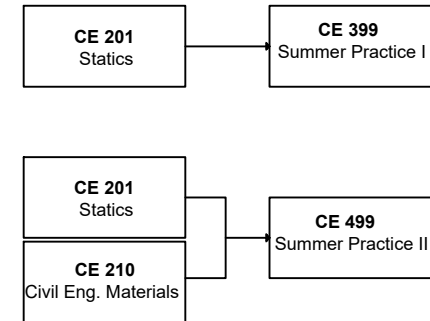 CE 201
Statics
CE 399
Summer Practice I
CE 201
Statics
CE 210
Civil Eng. Materials
CE 499
Summer Practice II